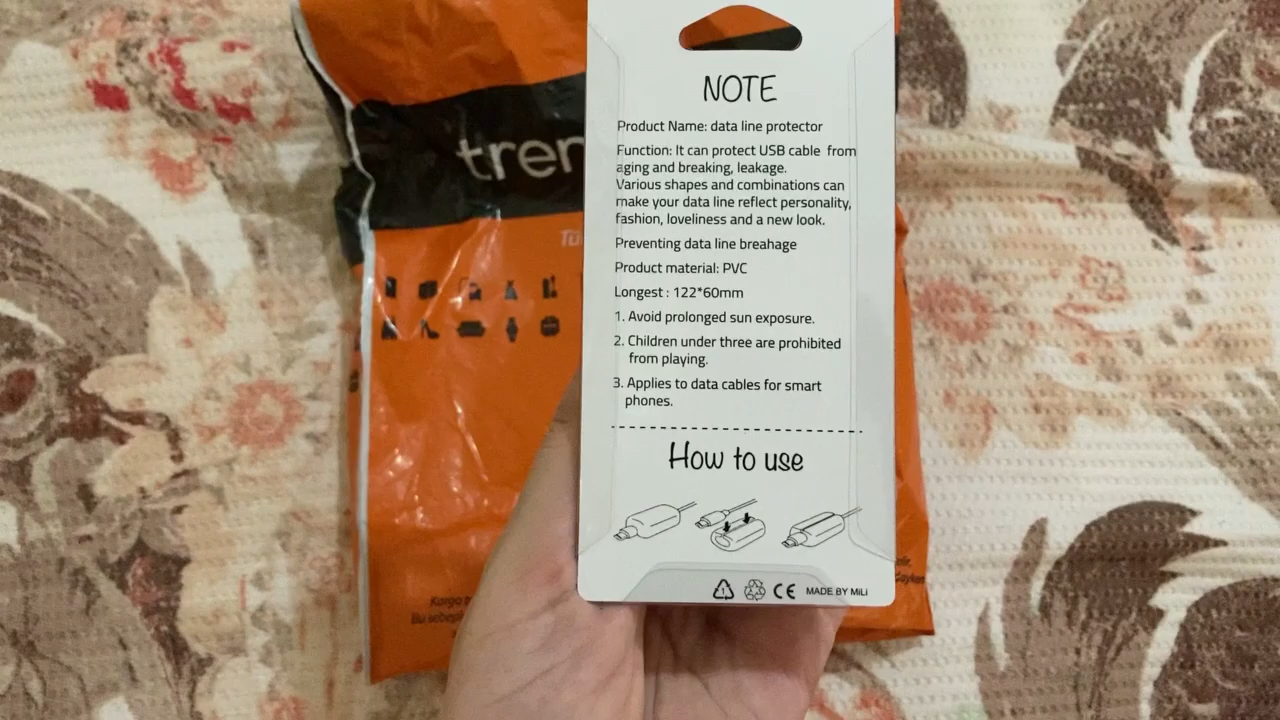 NOTE
Product Name: data line protector
Function: It can protect USB cable from
aging and breaking, leakage.
Various shapes and combinations can
make your data line reflect personality,
fashion, loveliness and a new look.
Preventing data line breahage
Product material: PVC
Longest : 122*60mm
1. Avoid prolonged sun exposure.
2. Children under three are prohibited
from playing.
3. Applies to data cables for smart
phones.
How to use
1
CE MADE BY MiLi
tren
Kargo
Bu sebep